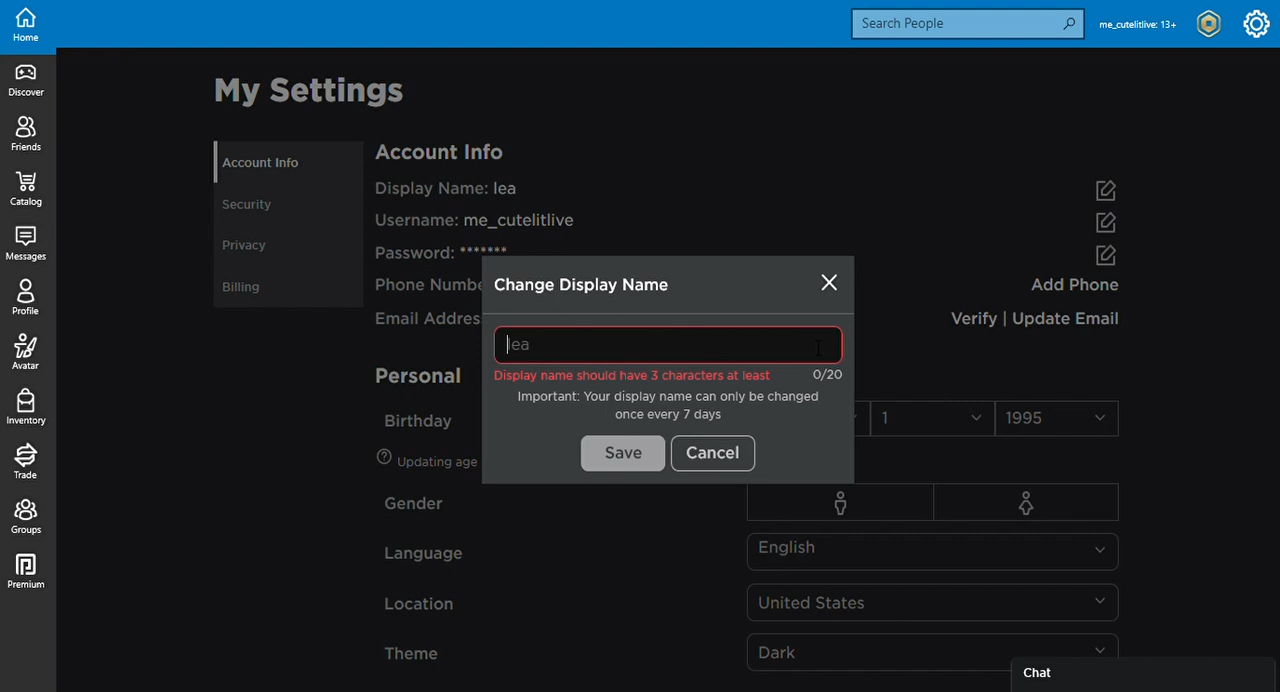 Home
Search People
me_cutelitlive: 13+
Discover
Friends
Catalog
Messages
Profile
Avatar
Inventory
Trade
Groups
Premium
My Settings
Account Info
Security
Privacy
Billing
Account Info
Display Name: lea
Username: me_cutelitlive
Password: *******
Phone Numbe
Add Phone
Email Addres
Verify | Update Email
Change Display Name
lea
Display name should have 3 characters at least
0/20
Important: Your display name can only be changed
once every 7 days
Save
Cancel
Personal
Birthday
1
1995
Updating age
Gender
Language
English
Location
United States
Theme
Dark
Chat